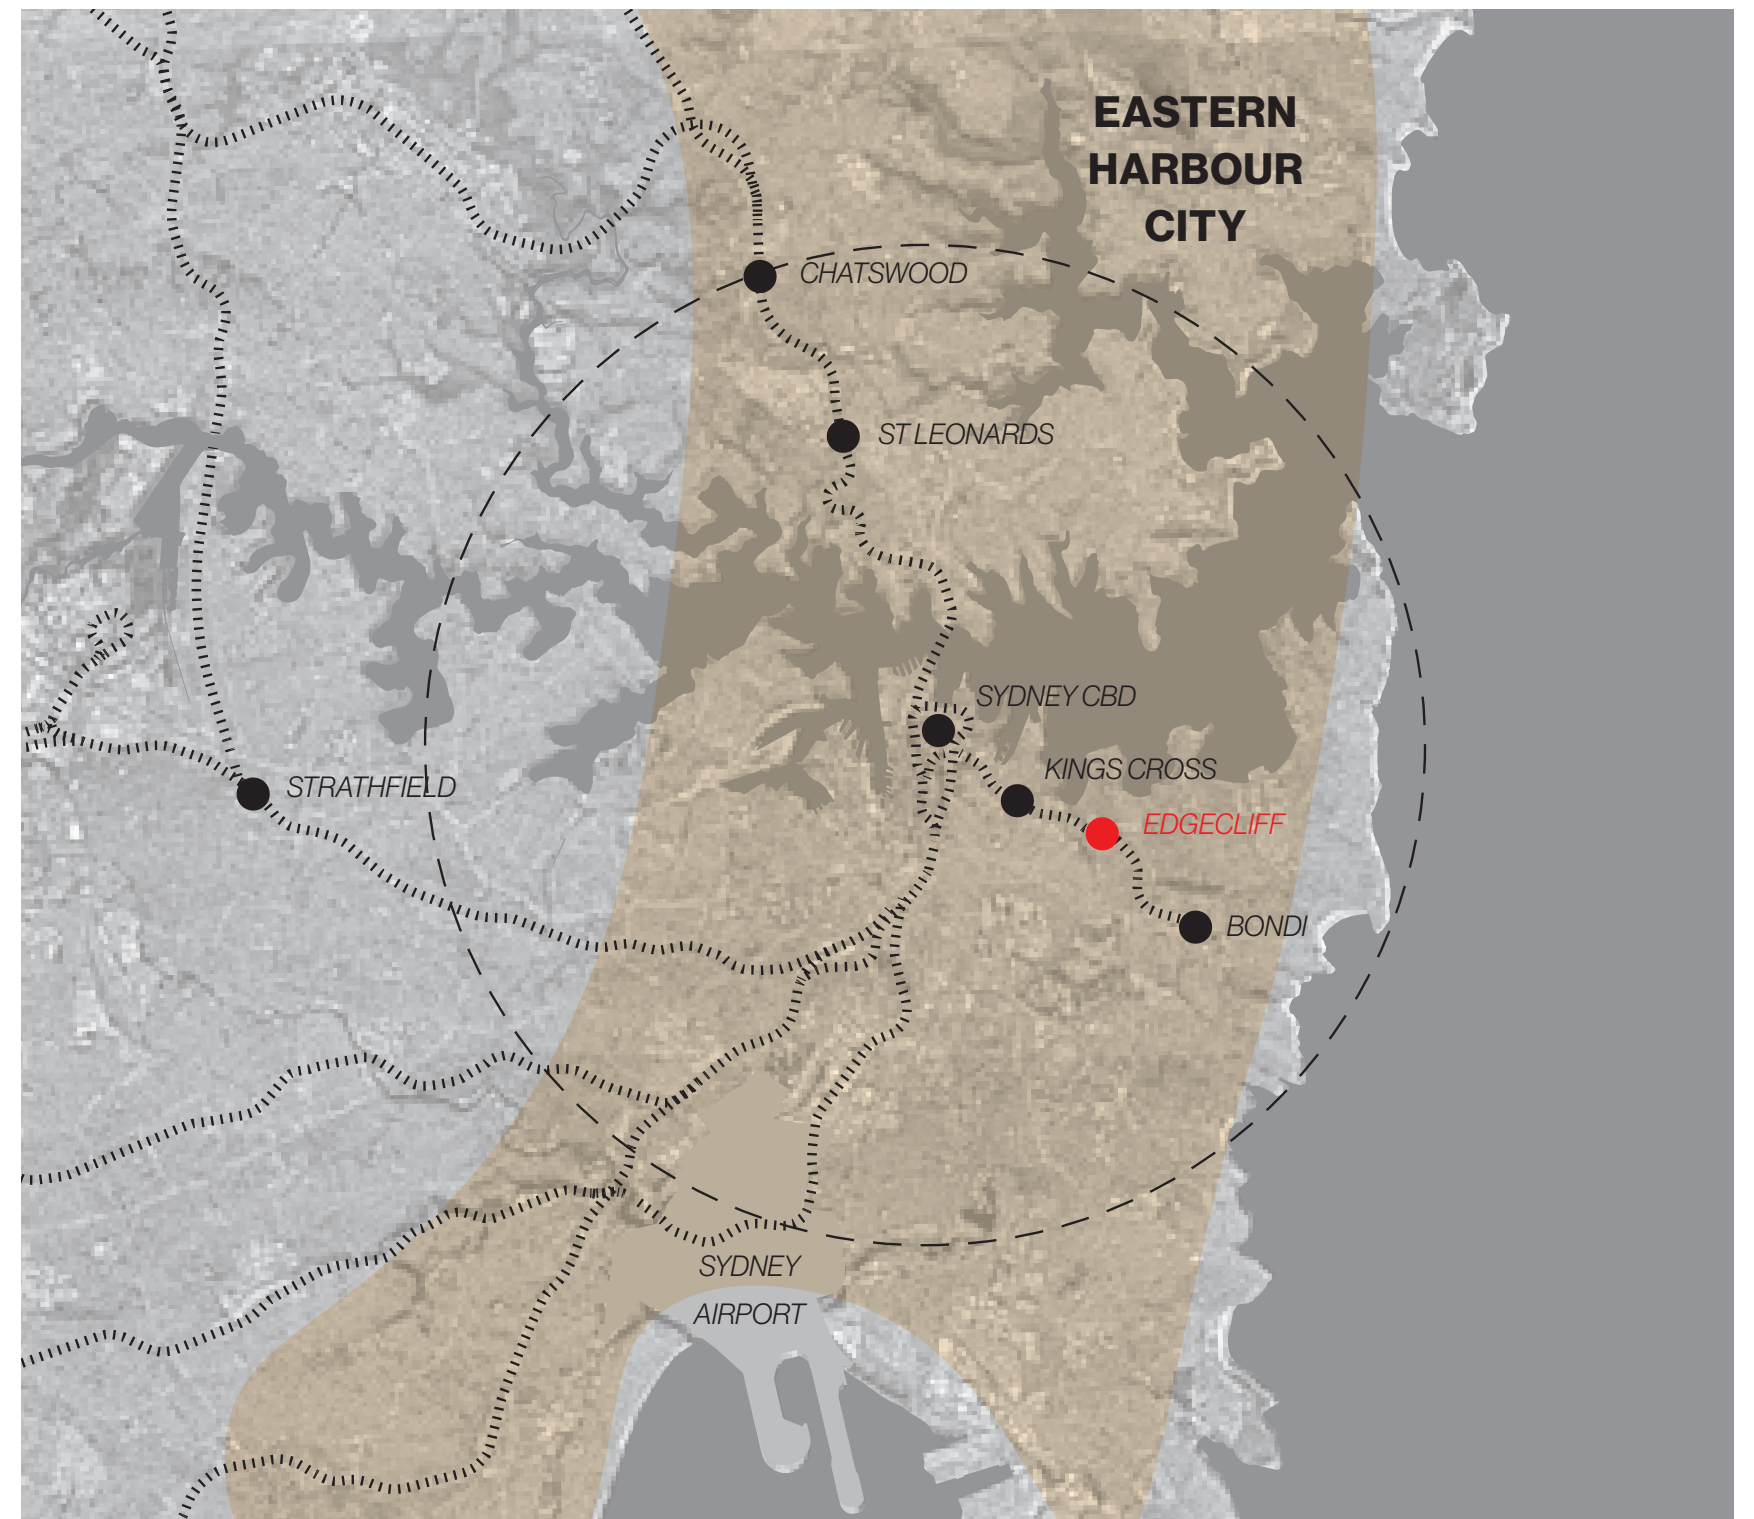 EASTERN
HARBOUR
CITY
CHATSWOOD
ST LEONARDS
SYDNEY CBD
KINGS CROSS
STRATHFIELD
EDGECLIFF
BONDI
SYDNEY
AIRPORT